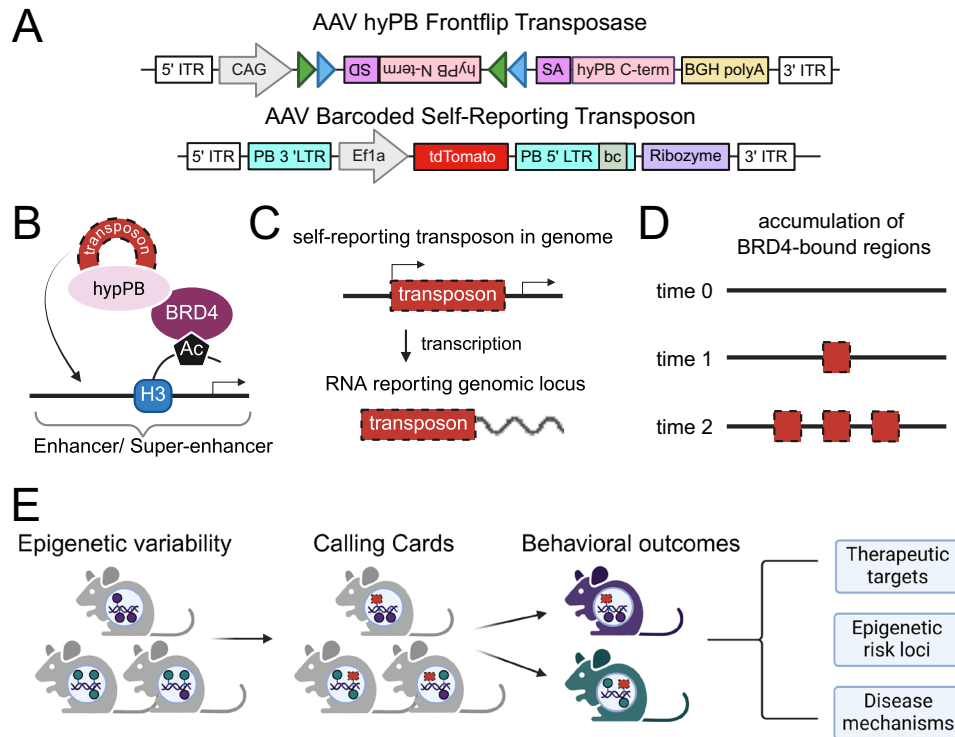 A
AAV hyPB Frontflip Transposase
5' ITR CAG SD hyPB N-term SA hyPB C-term BGH polyA 3' ITR
AAV Barcoded Self-Reporting Transposon
5' ITR PB 3 'LTR Ef1a tdTomato PB 5' LTR bc Ribozyme 3' ITR
B
transposon
hypPB
BRD4
Ac
H3
Enhancer/ Super-enhancer
C
self-reporting transposon in genome
transposon
transcription
RNA reporting genomic locus
transposon
D
accumulation of
BRD4-bound regions
time 0
time 1
time 2
E
Epigenetic variability
Calling Cards
Behavioral outcomes
Therapeutic
targets
Epigenetic
risk loci
Disease
mechanisms